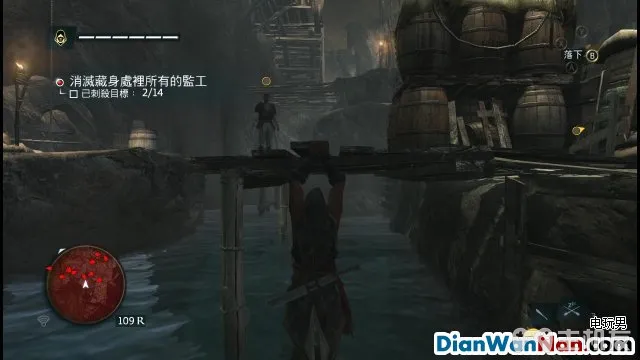 落下 B
消滅藏身處裡所有的監工
已刺殺目標： 2/14
109 R
电玩男
DianWanNan.com